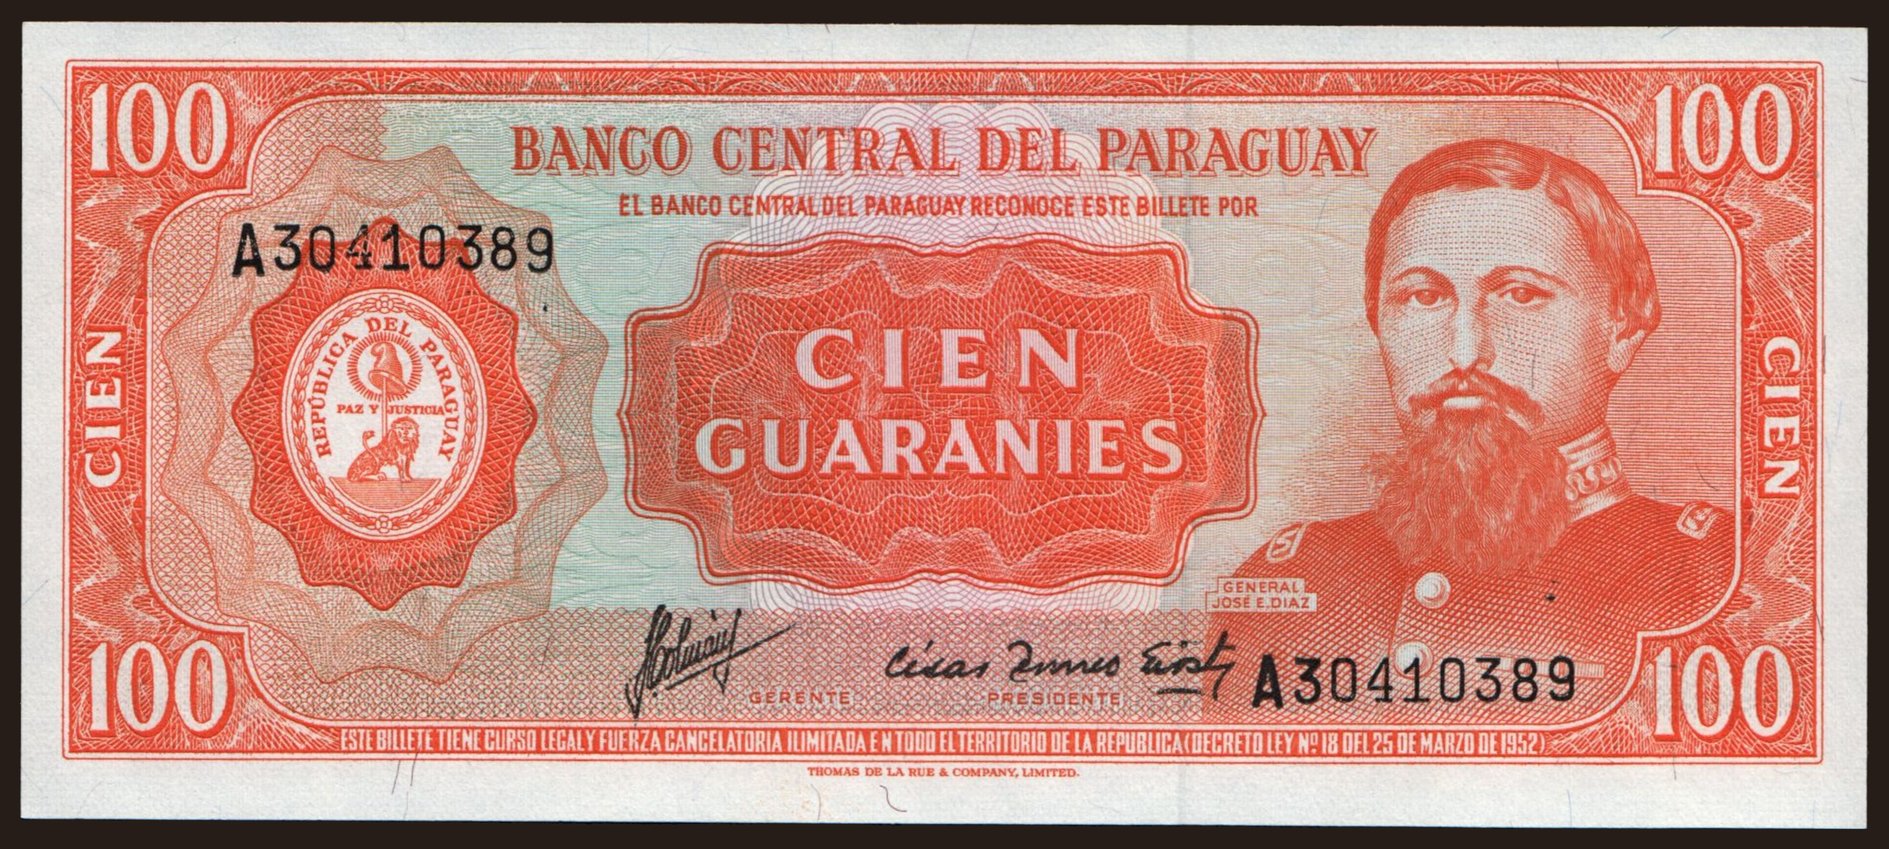 100
100
BANCO CENTRAL DEL PARAGUAY
EL BANCO CENTRAL DEL PARAGUAY RECONOCE ESTE BILLETE POR
A30410389
REPÚBLICA DEL PARAGUAY
PAZ Y JUSTICIA
CIEN
GUARANIES
CIEN
CIEN
GENERAL
JOSE E. DIAZ
GERENTE
PRESIDENTE
A30410389
100
100
ESTE BILLETE TIENE CURSO LEGAL Y FUERZA CANCELATORIA ILIMITADA EN TODO EL TERRITORIO DE LA REPUBLICA (DECRETO LEY Nº 18 DEL 25 DE MARZO DE 1952)
THOMAS DE LA RUE & COMPANY, LIMITED.